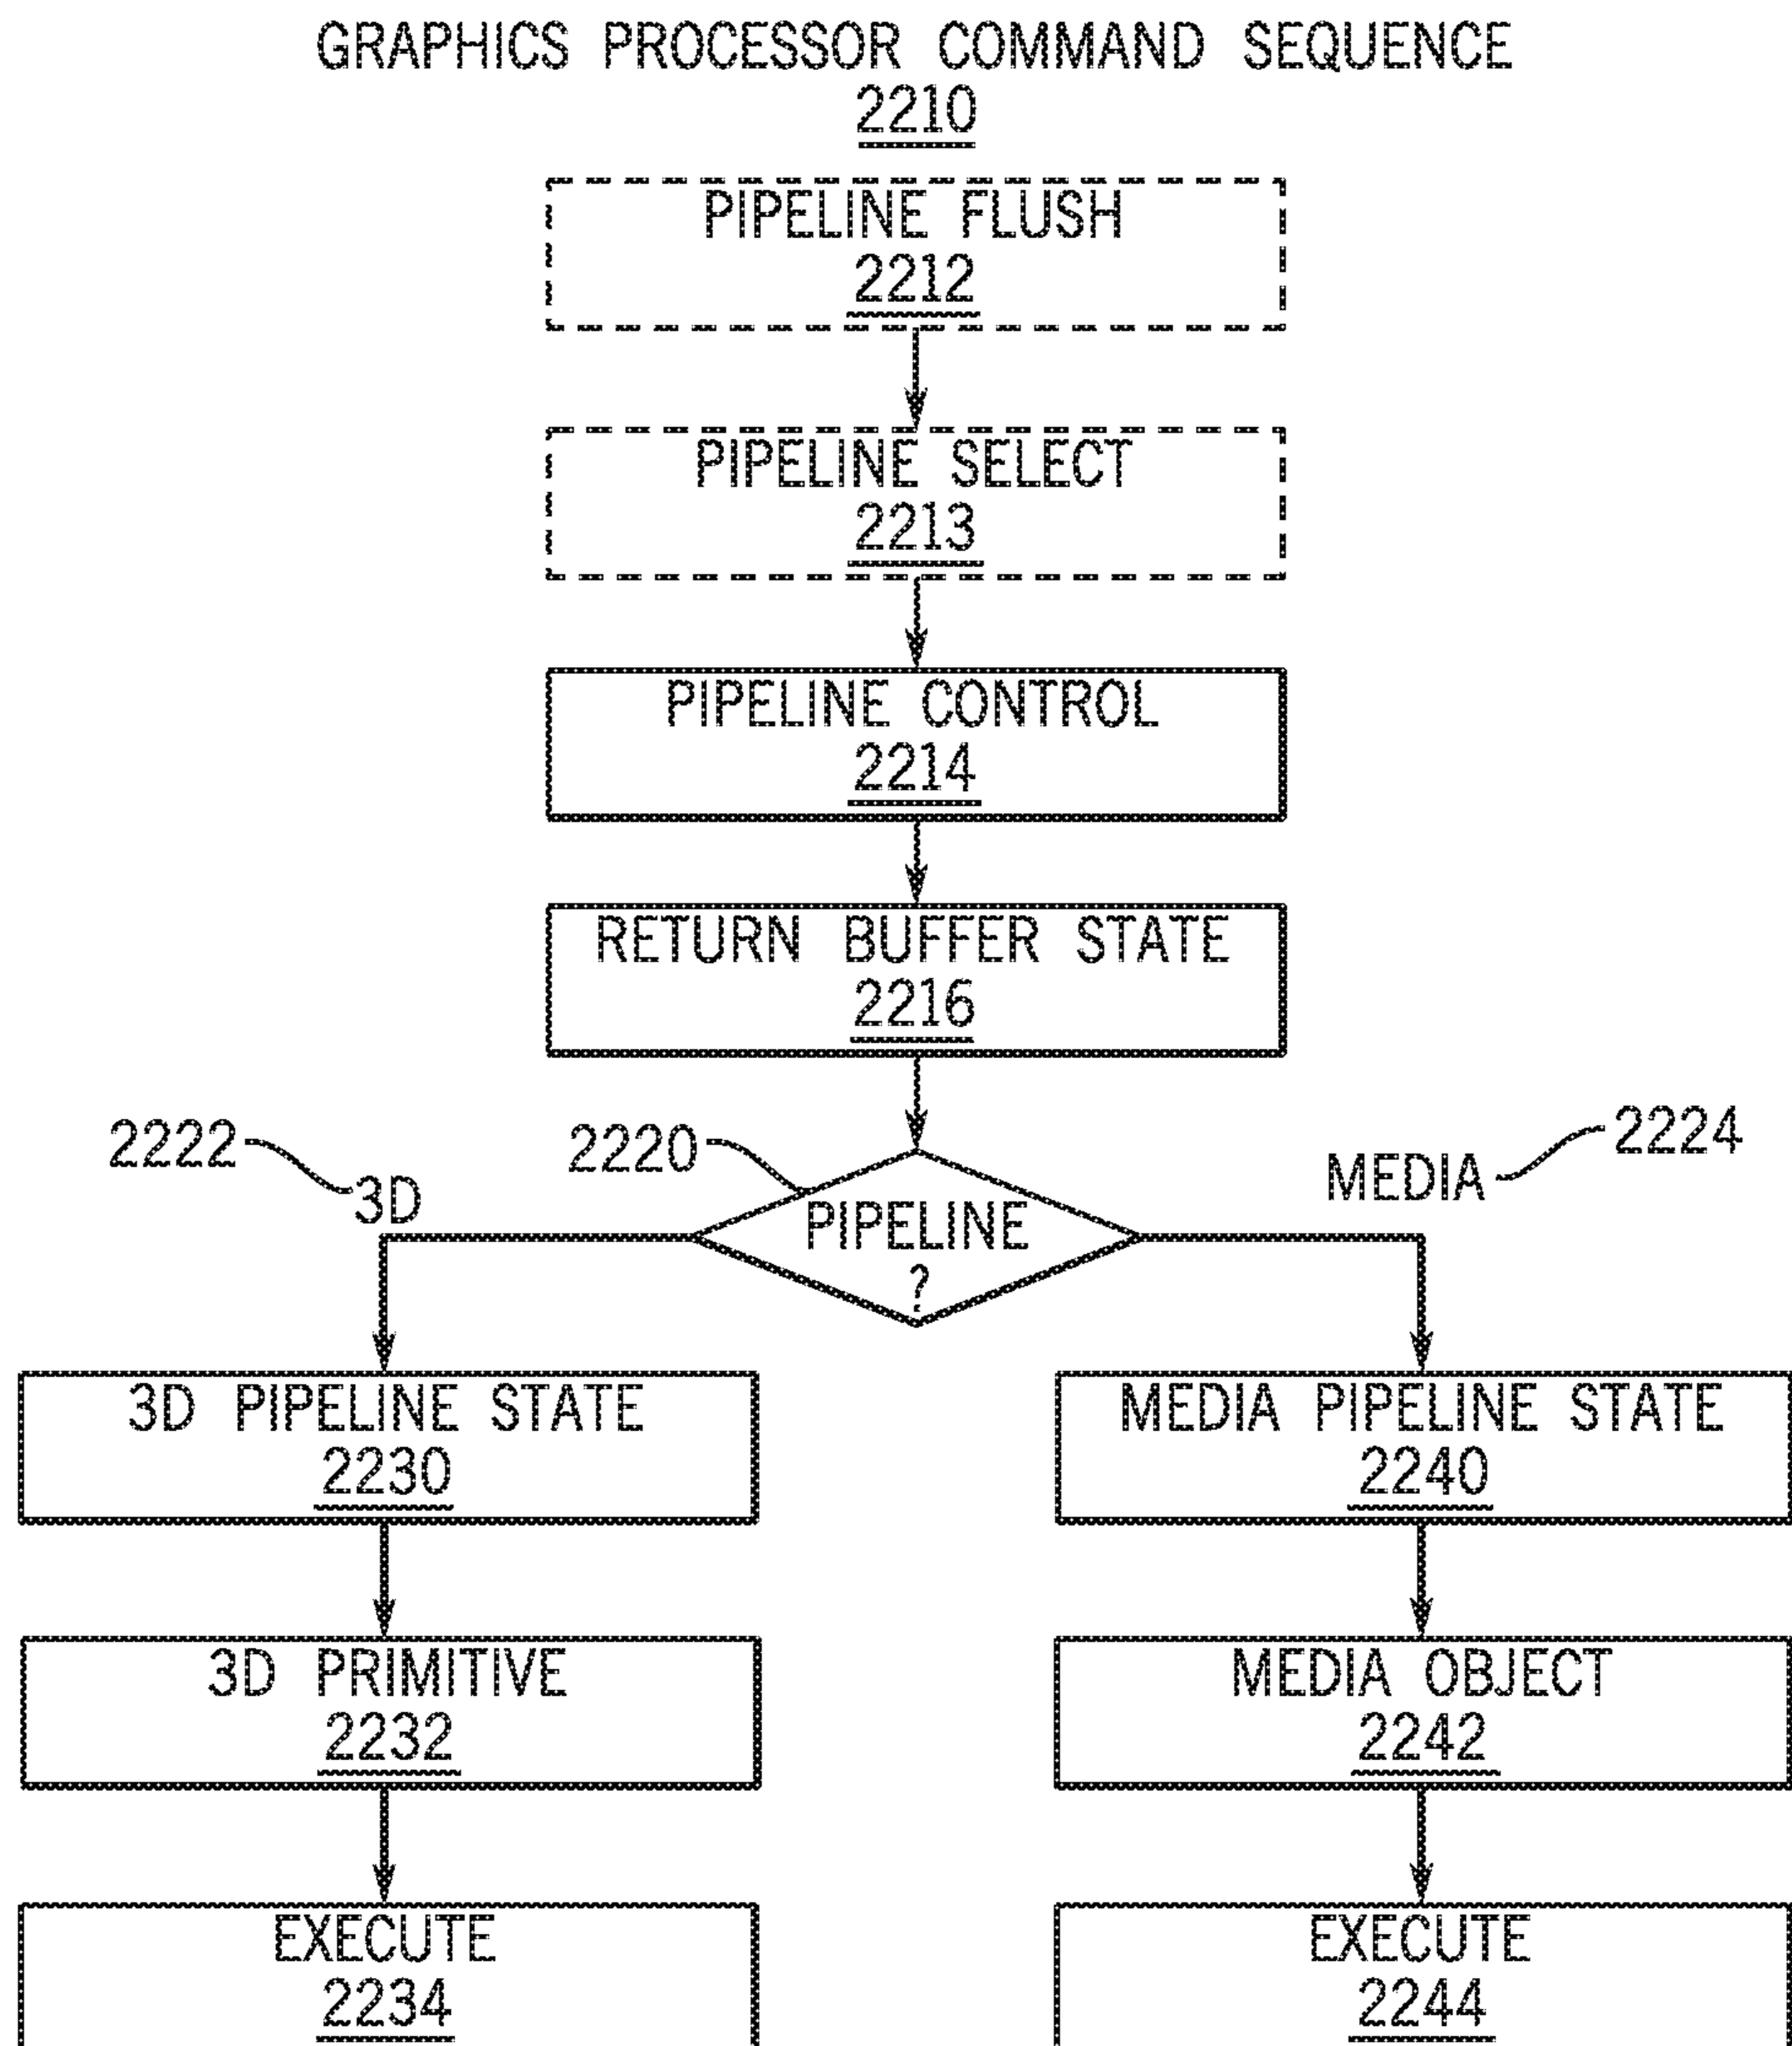 GRAPHICS PROCESSOR COMMAND SEQUENCE
2210
PIPELINE FLUSH
2212
PIPELINE SELECT
2213
PIPELINE CONTROL
2214
RETURN BUFFER STATE
2216
2222
3D
2220
PIPELINE
?
MEDIA
2224
3D PIPELINE STATE
2230
MEDIA PIPELINE STATE
2240
3D PRIMITIVE
2232
MEDIA OBJECT
2242
EXECUTE
2234
EXECUTE
2244